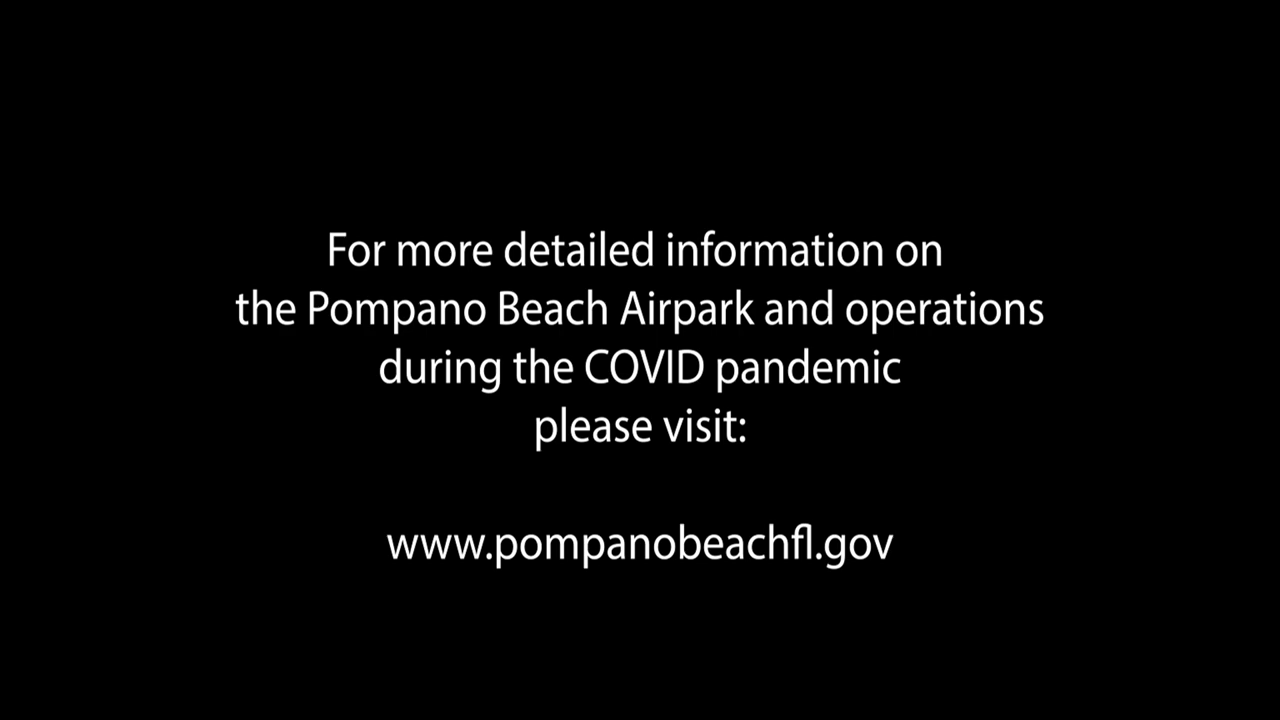 For more detailed information on
the Pompano Beach Airpark and operations
during the COVID pandemic
please visit:
www.pompanobeachfl.gov